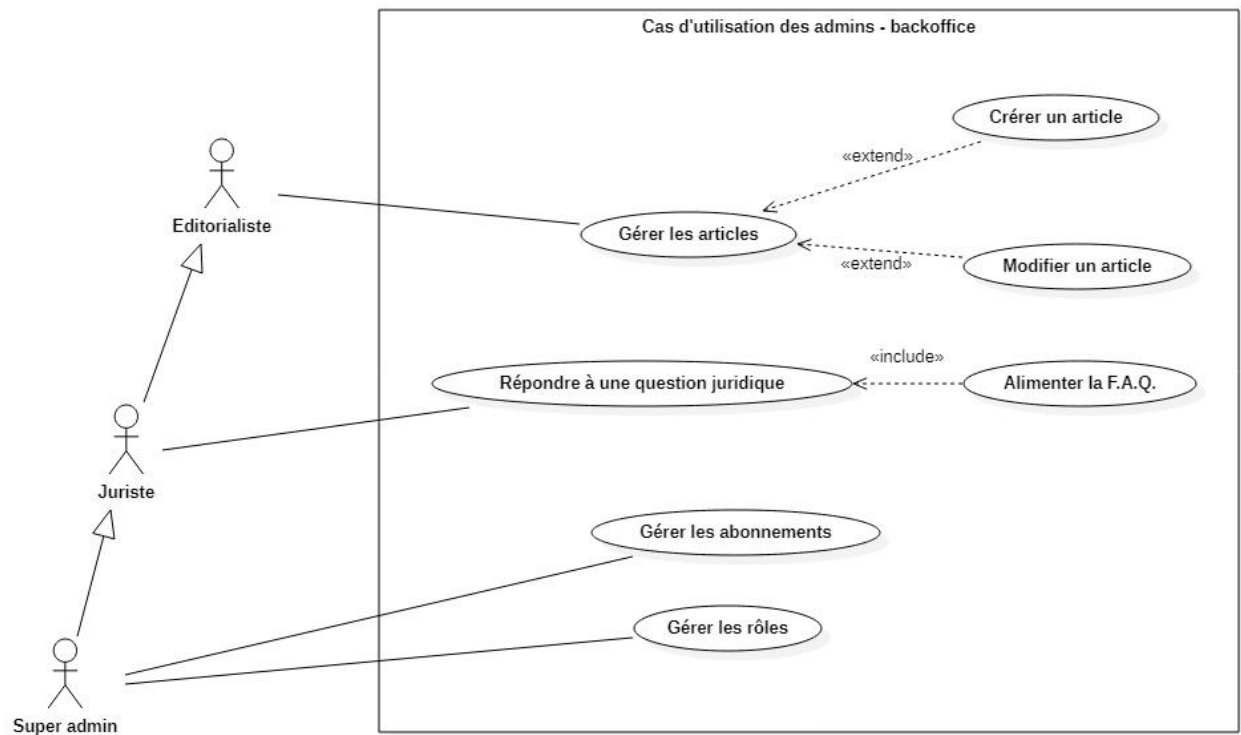 Cas d'utilisation des admins - backoffice
Crérer un article
«extend»
Editorialiste
Gérer les articles
«extend»
Modifier un article
«include»
Répondre à une question juridique
Alimenter la F.A.Q.
Juriste
Gérer les abonnements
Gérer les rôles
Super admin